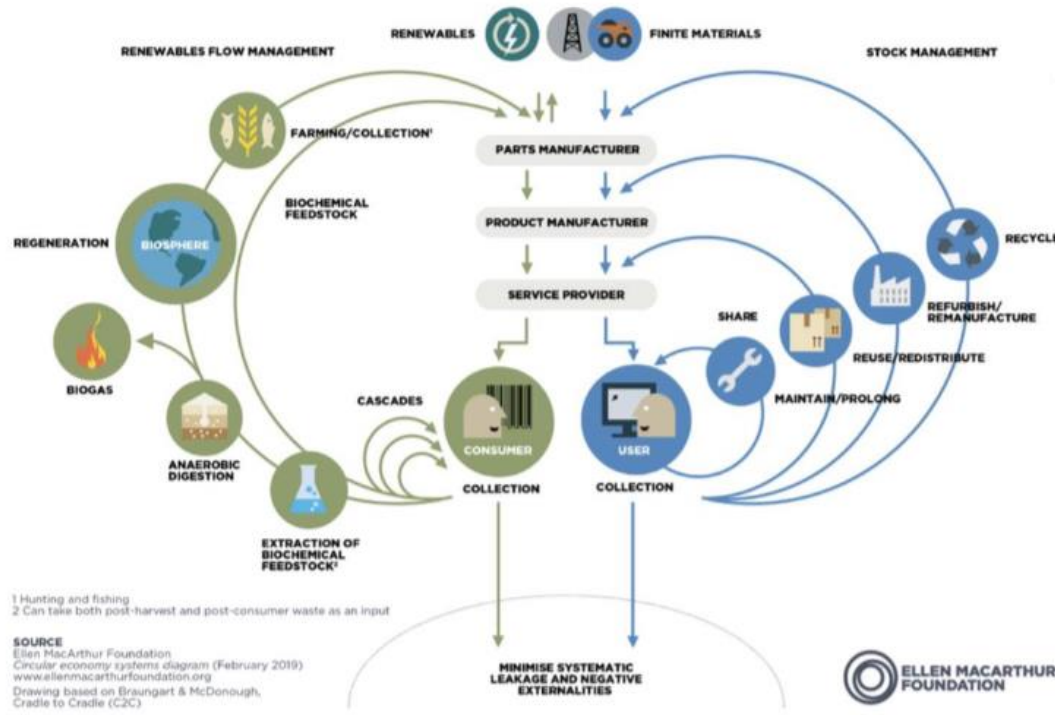 RENEWABLES
FINITE MATERIALS
RENEWABLES FLOW MANAGEMENT
STOCK MANAGEMENT
FARMING/COLLECTION¹
PARTS MANUFACTURER
BIOCHEMICAL
FEEDSTOCK
PRODUCT MANUFACTURER
REGENERATION
BIOSPHERE
RECYCLE
SERVICE PROVIDER
SHARE
REFURBISH/
REMANUFACTURE
REUSE/REDISTRIBUTE
BIOGAS
CASCADES
MAINTAIN/PROLONG
CONSUMER
USER
ANAEROBIC
DIGESTION
COLLECTION
COLLECTION
EXTRACTION OF
BIOCHEMICAL
FEEDSTOCK²
1 Hunting and fishing
2 Can take both post-harvest and post-consumer waste as an input
SOURCE
Ellen MacArthur Foundation
Circular economy systems diagram (February 2019)
www.ellenmacarthurfoundation.org
Drawing based on Braungart & McDonough,
Cradle to Cradle (C2C)
MINIMISE SYSTEMATIC
LEAKAGE AND NEGATIVE
EXTERNALITIES
ELLEN MACARTHUR
FOUNDATION